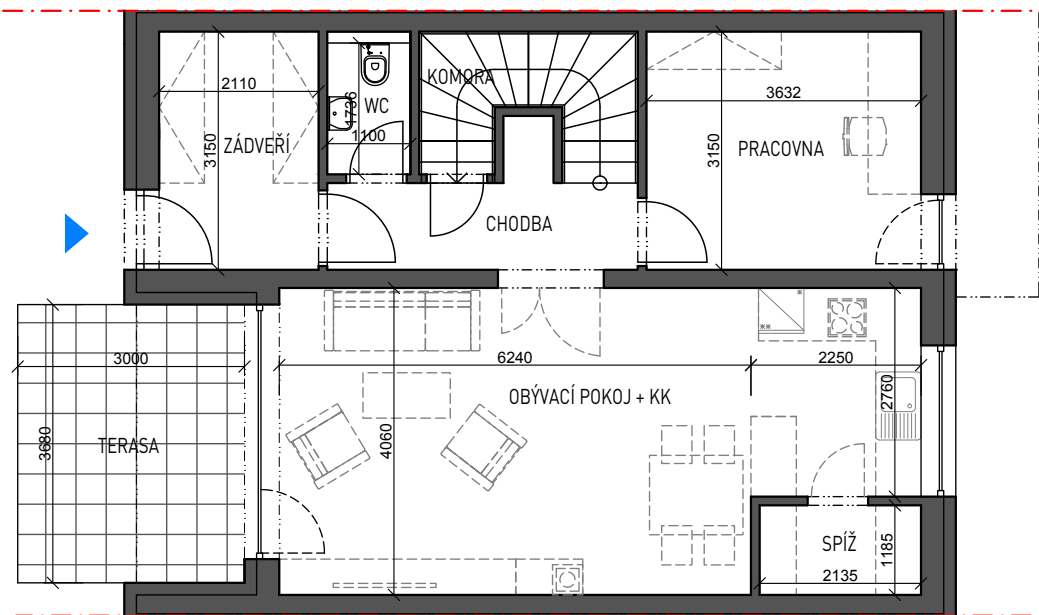 2110
ZÁDVEŘÍ
3150
WC
1736
1100
KOMORA
3632
3150
PRACOVNA
CHODBA
3000
3680
TERASA
6240
2250
OBÝVACÍ POKOJ + KK
4060
2760
SPÍŽ
1185
2135